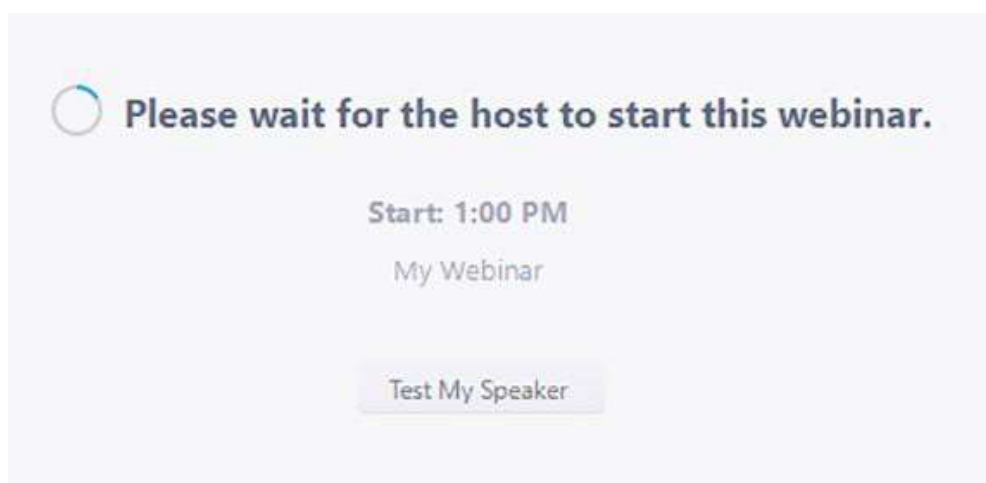 Please wait for the host to start this webinar.
Start: 1:00 PM
My Webinar
Test My Speaker